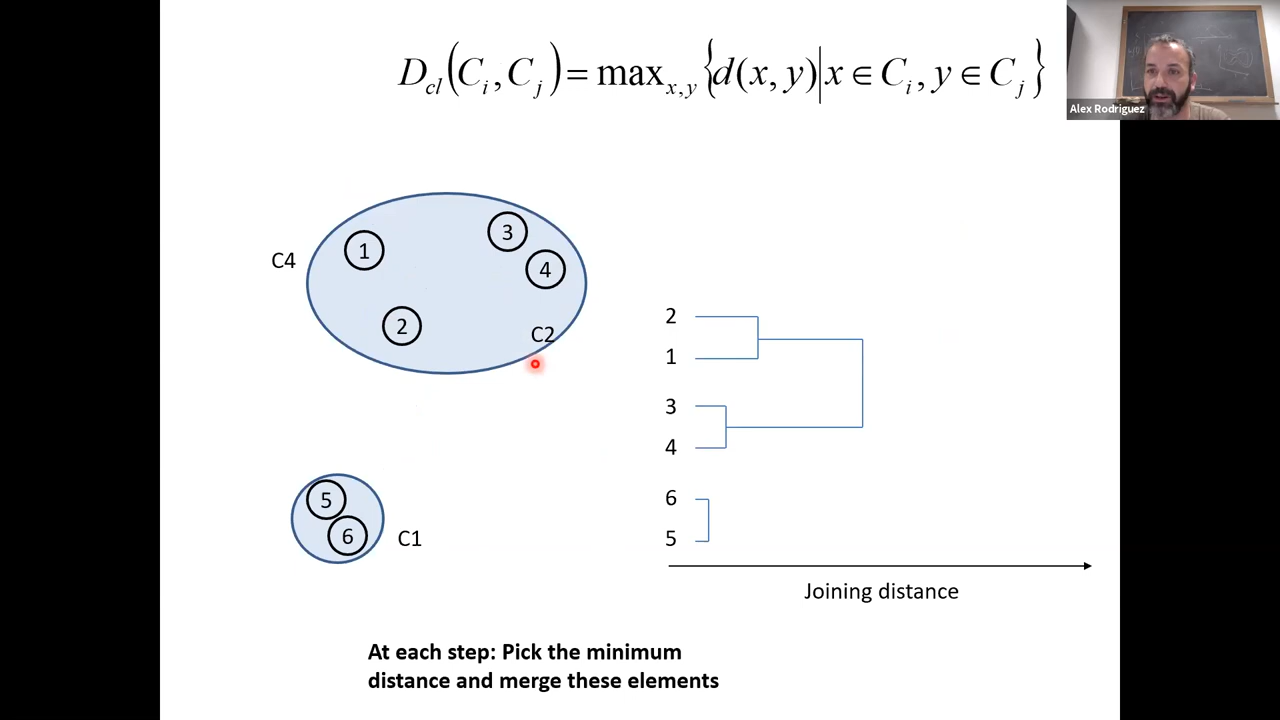 D_cl(C_i, C_j) = max_{x,y} {d(x, y)|x ∈ C_i, y ∈ C_j}
Alex Rodriguez
C4
1
3
4
2
C2
5
6
C1
2
1
3
4
6
5
Joining distance
At each step: Pick the minimum
distance and merge these elements